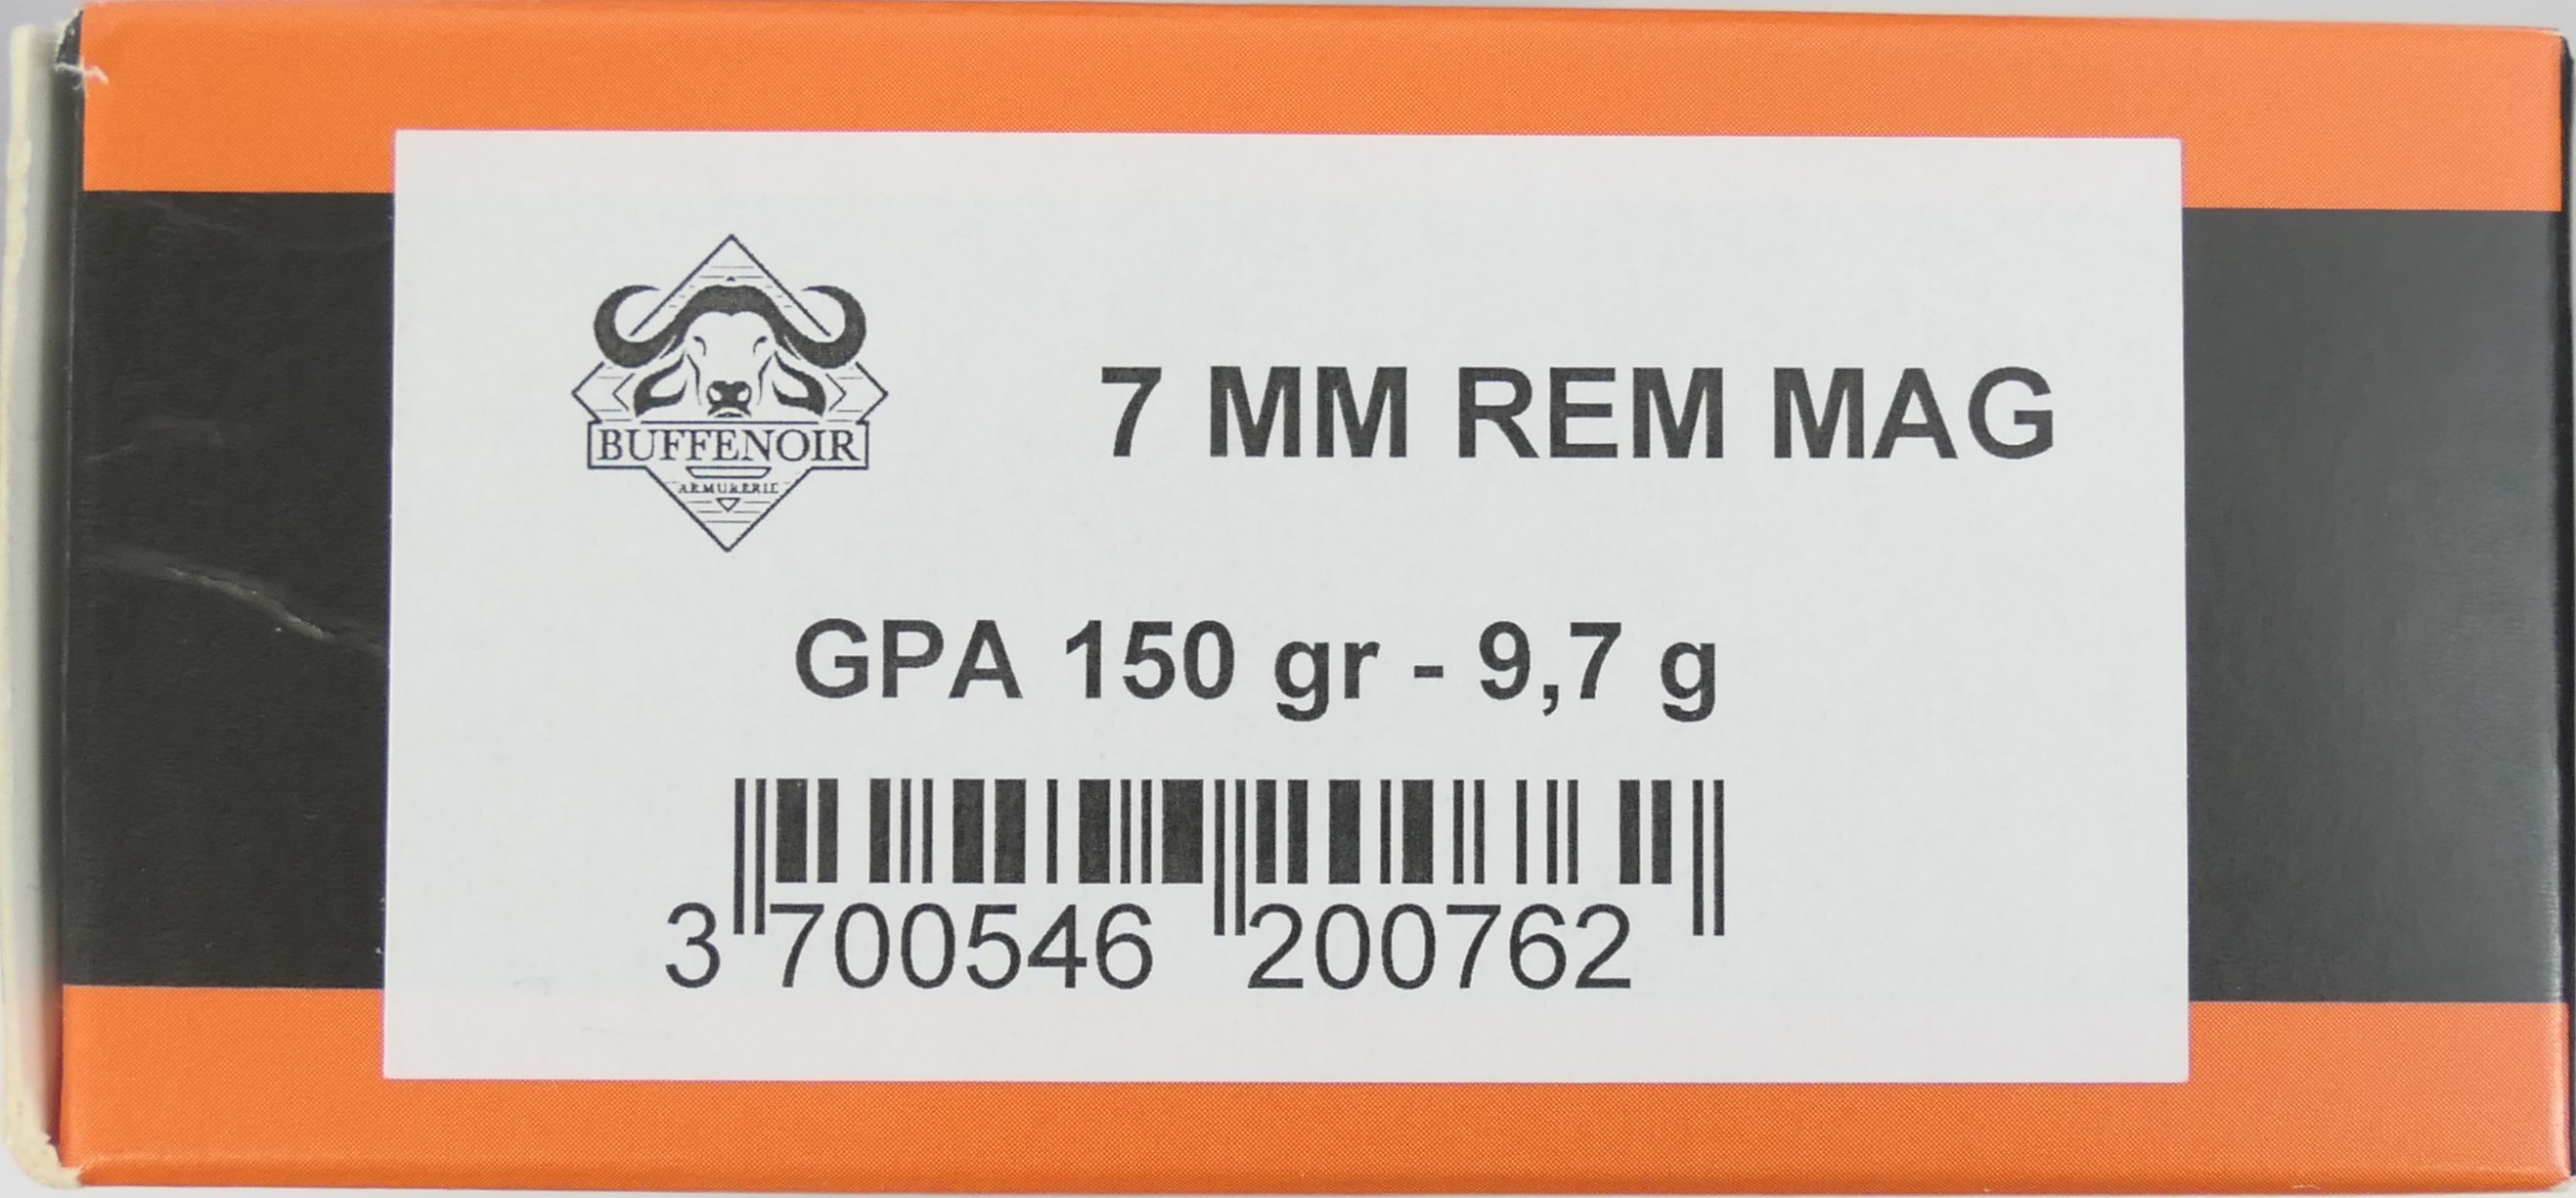 BUFFENOIR
ARMURERIE
7 MM REM MAG
GPA 150 gr - 9,7 g
3 700546 200762